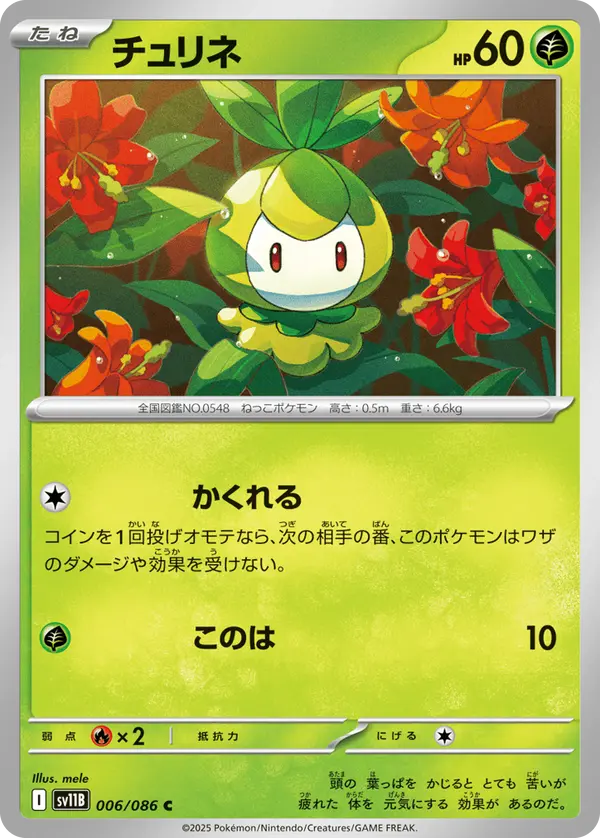 たね チュリネ HP60
全国図鑑NO.0548 ねっこポケモン 高さ:0.5m 重さ:6.6kg
かくれる
コインを1回投げオモテなら、次の相手の番、このポケモンはワザ
のダメージや効果を受けない。
このは 10
弱点 ×2 抵抗力 にげる
Illus. mele
頭の 葉っぱを かじると とても 苦いが
疲れた 体を 元気にする 効果が あるのだ。
I sv11B 006/086 C
©2025 Pokémon/Nintendo/Creatures/GAME FREAK.